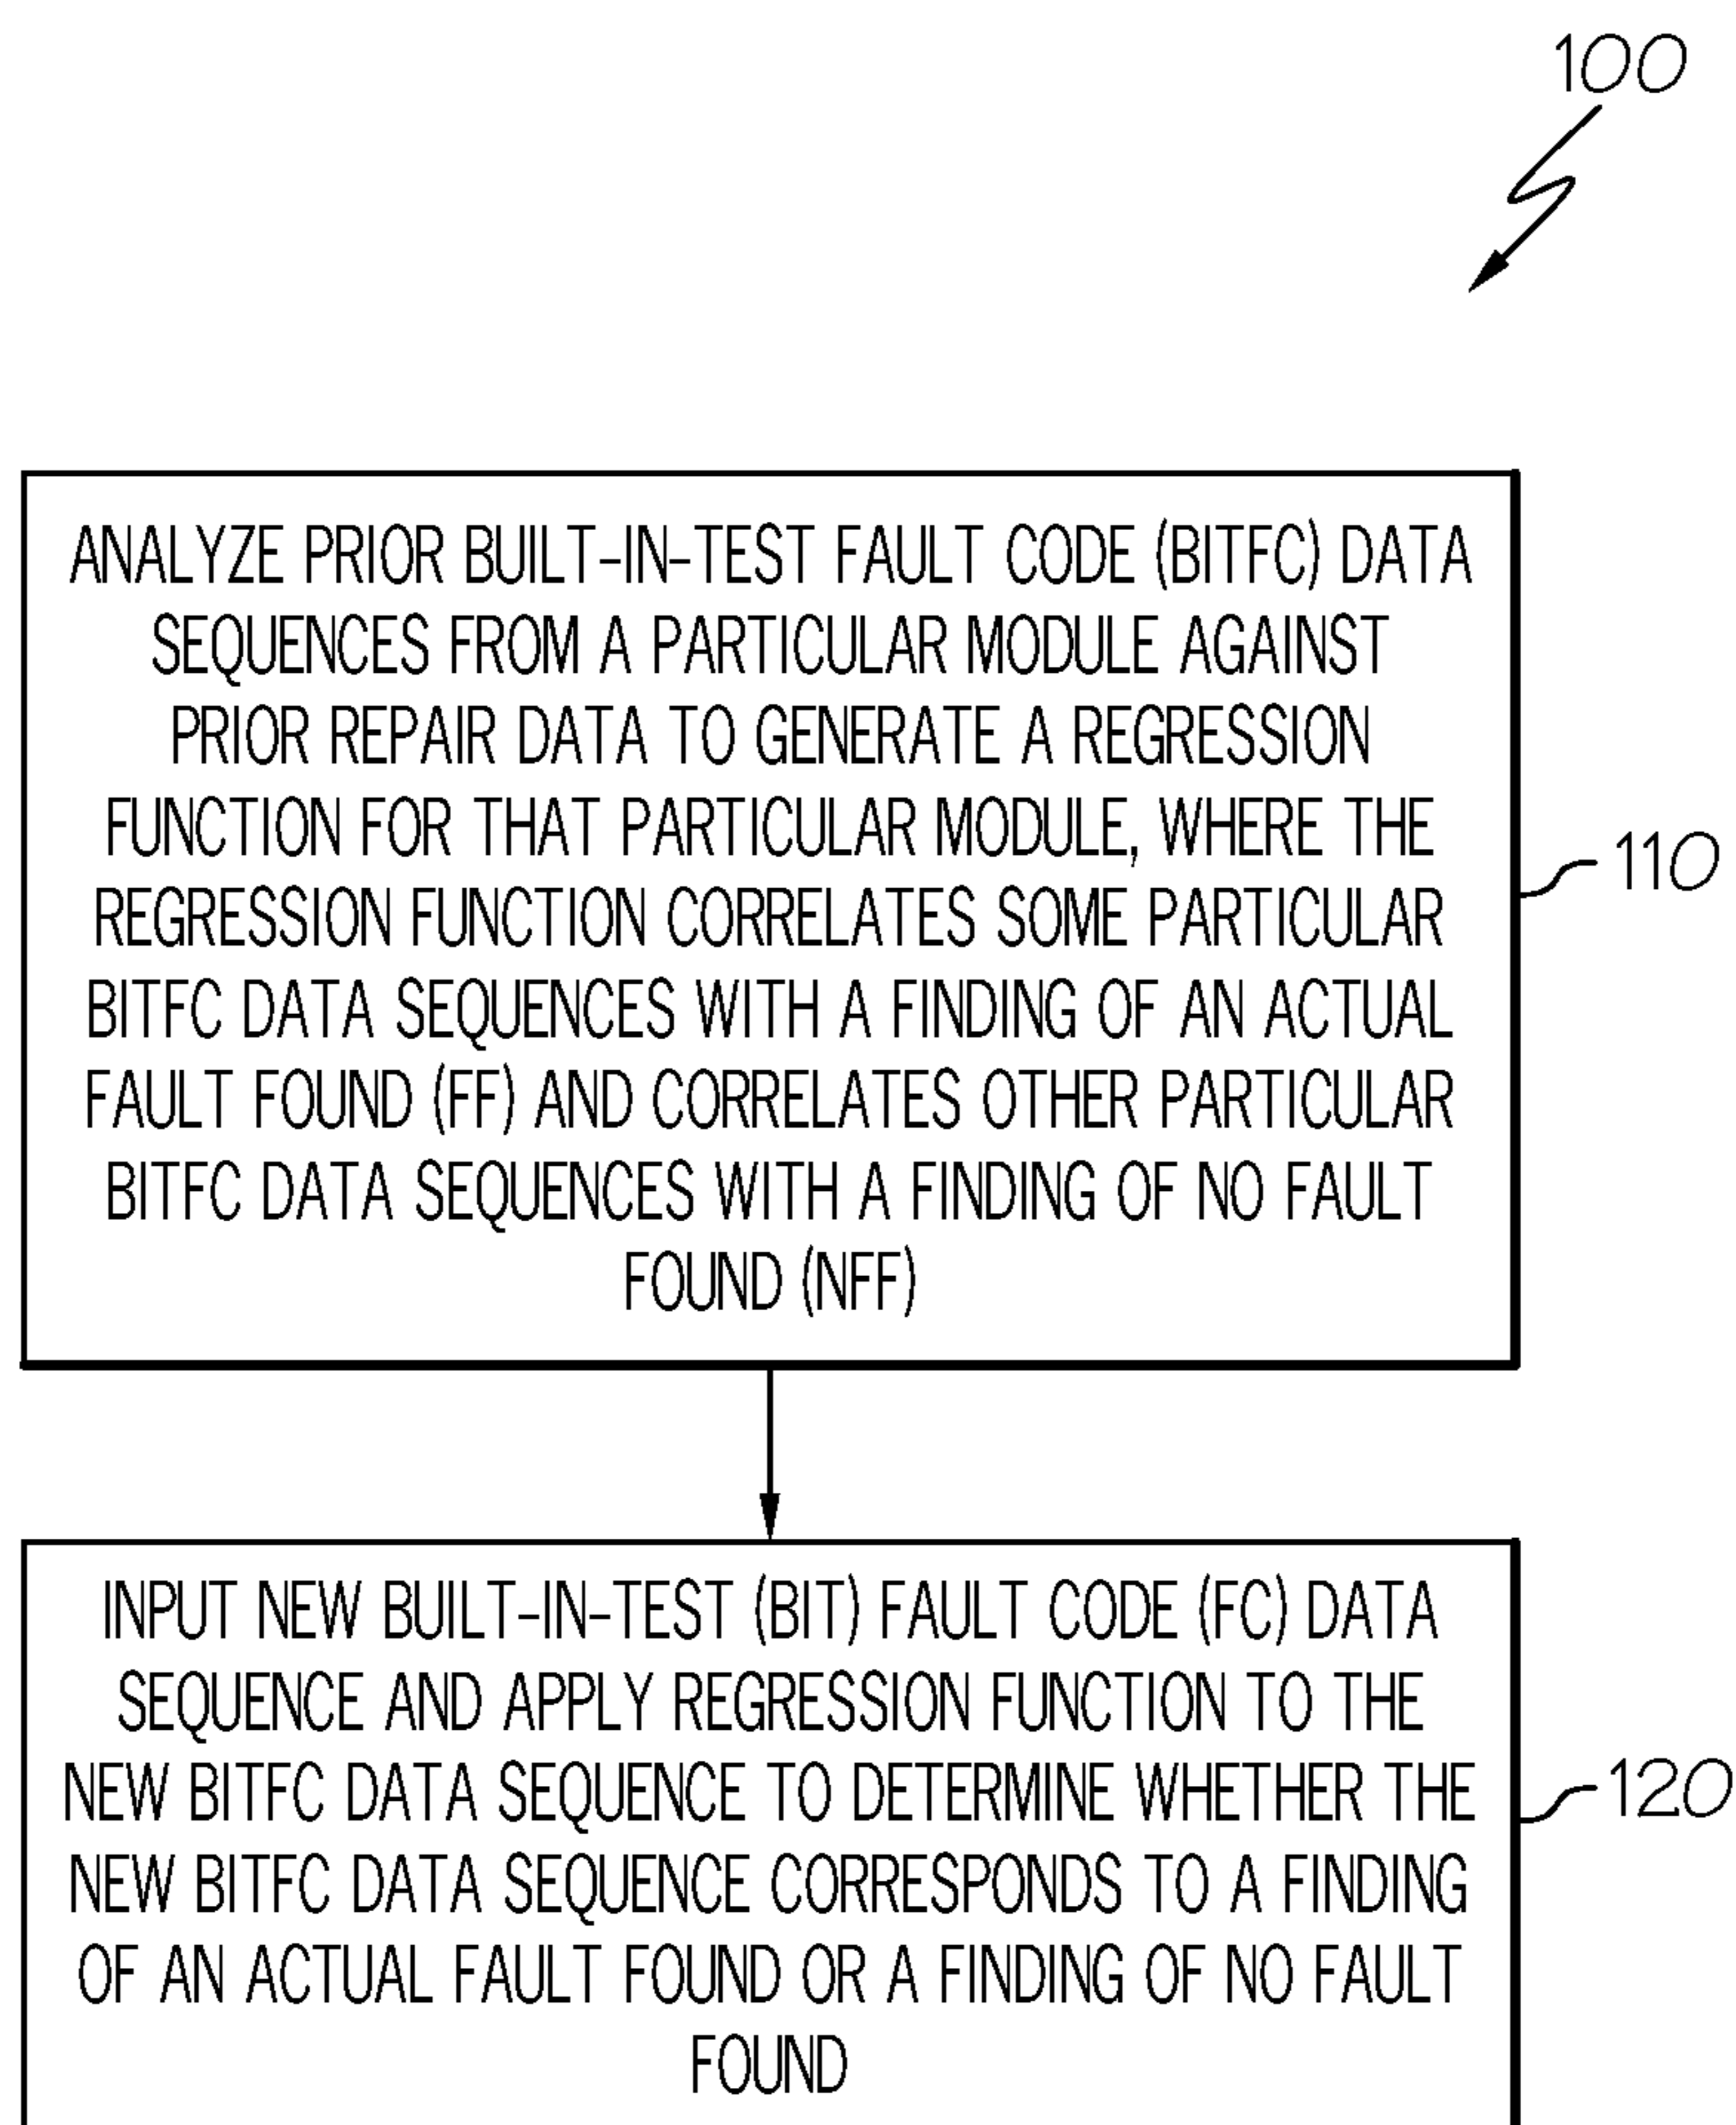 100
ANALYZE PRIOR BUILT-IN-TEST FAULT CODE (BITFC) DATA
SEQUENCES FROM A PARTICULAR MODULE AGAINST
PRIOR REPAIR DATA TO GENERATE A REGRESSION
FUNCTION FOR THAT PARTICULAR MODULE, WHERE THE
REGRESSION FUNCTION CORRELATES SOME PARTICULAR
BITFC DATA SEQUENCES WITH A FINDING OF AN ACTUAL
FAULT FOUND (FF) AND CORRELATES OTHER PARTICULAR
BITFC DATA SEQUENCES WITH A FINDING OF NO FAULT
FOUND (NFF)
110
INPUT NEW BUILT-IN-TEST (BIT) FAULT CODE (FC) DATA
SEQUENCE AND APPLY REGRESSION FUNCTION TO THE
NEW BITFC DATA SEQUENCE TO DETERMINE WHETHER THE
NEW BITFC DATA SEQUENCE CORRESPONDS TO A FINDING
OF AN ACTUAL FAULT FOUND OR A FINDING OF NO FAULT
FOUND
120